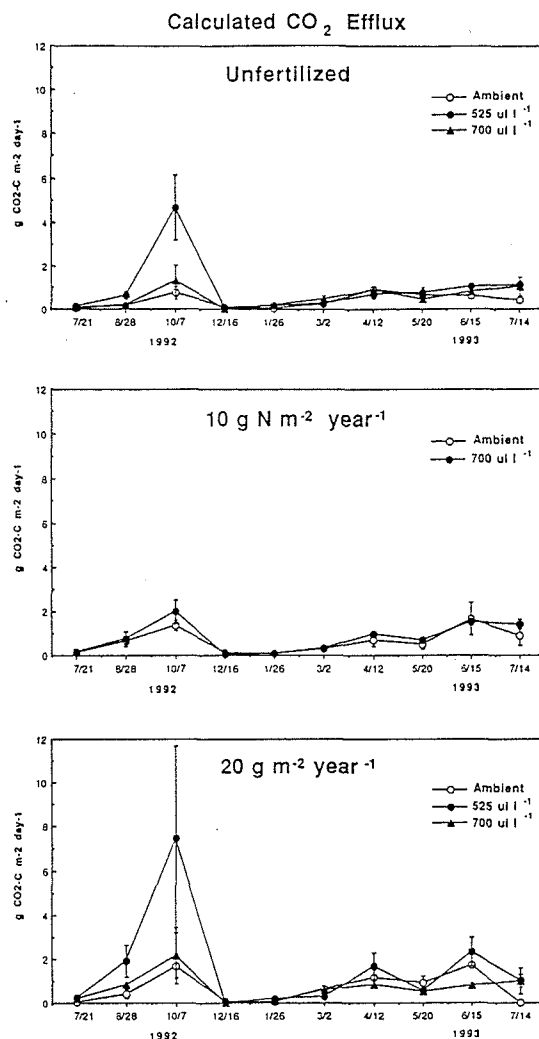 Calculated CO2 Efflux
Unfertilized
g CO2-C m-2 day-1
12
10
8
6
4
2
0
Ambient
525 ul l -1
700 ul l -1
7/21 8/28 10/7 12/16 1/26 3/2 4/12 5/20 6/15 7/14
1992 1993
10 g N m-2 year-1
g CO2-C m-2 day-1
12
10
8
6
4
2
0
Ambient
700 ul l -1
7/21 8/28 10/7 12/16 1/26 3/2 4/12 5/20 6/15 7/14
1992 1993
20 g m-2 year-1
g CO2-C m-2 day-1
12
10
8
6
4
2
0
Ambient
525 ul l -1
700 ul l -1
7/21 8/28 10/7 12/16 1/26 3/2 4/12 5/20 6/15 7/14
1992 1993